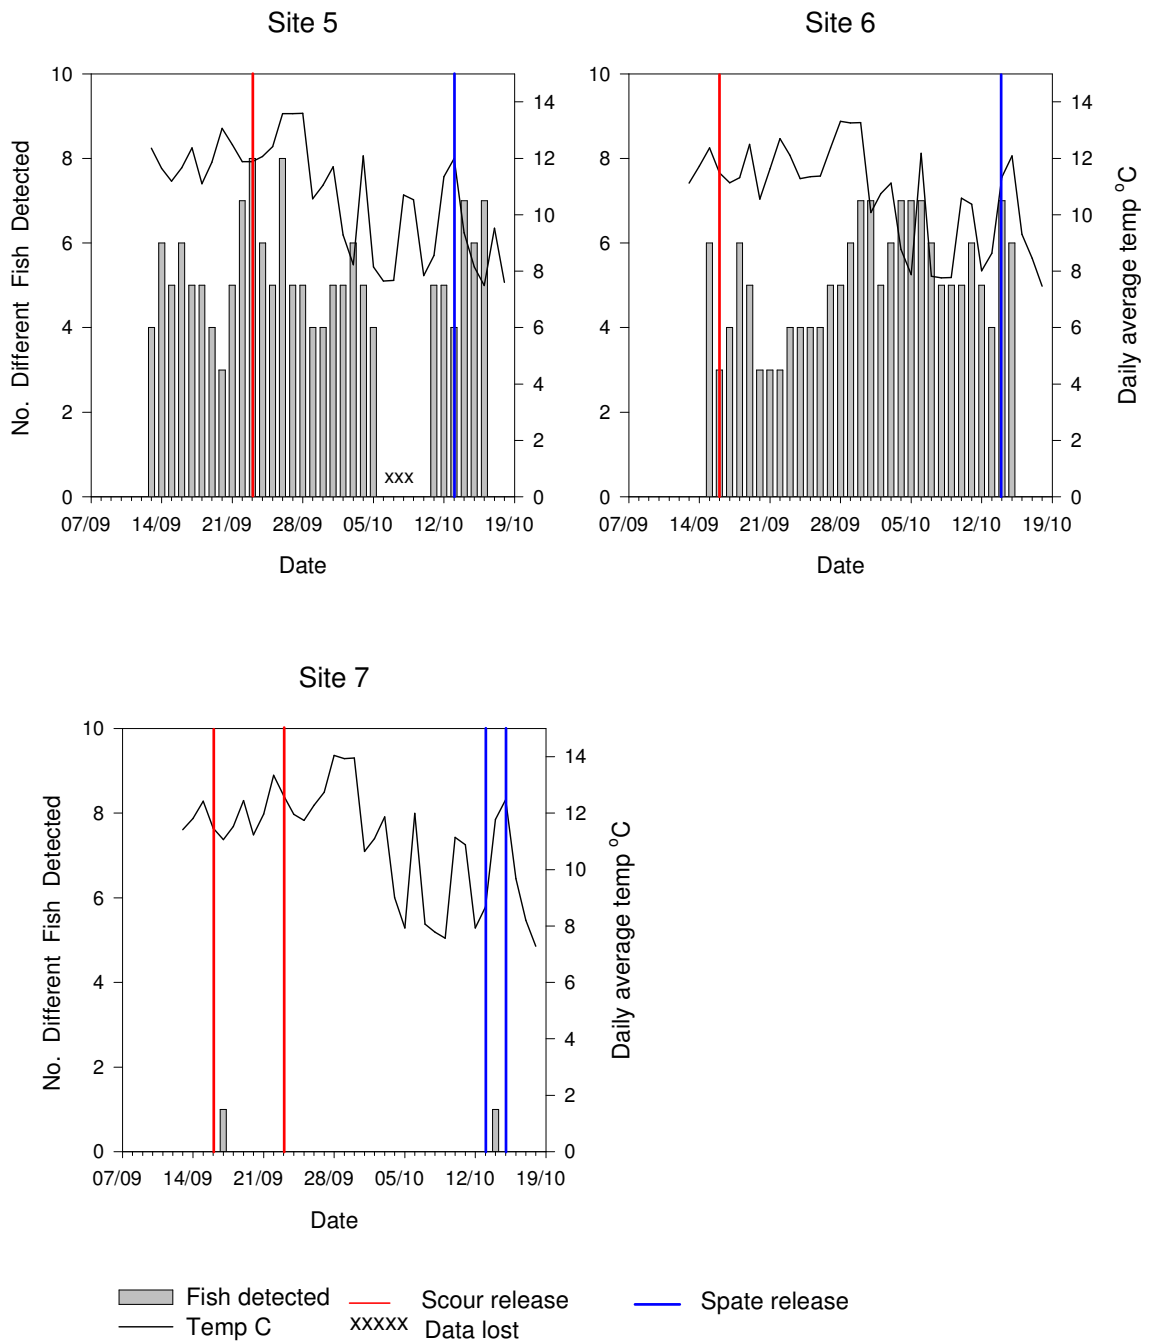 Site 5
Site 6
10
8
6
4
2
0
14
12
10
8
6
4
2
0
No. Different Fish Detected
xxx
07/09 14/09 21/09 28/09 05/10 12/10 19/10
Date
10
8
6
4
2
0
14
12
10
8
6
4
2
0
Daily average temp °C
07/09 14/09 21/09 28/09 05/10 12/10 19/10
Date
Site 7
10
8
6
4
2
0
14
12
10
8
6
4
2
0
No. Different Fish Detected
Daily average temp °C
07/09 14/09 21/09 28/09 05/10 12/10 19/10
Date
Fish detected Scour release Spate release
Temp C xxxxx Data lost